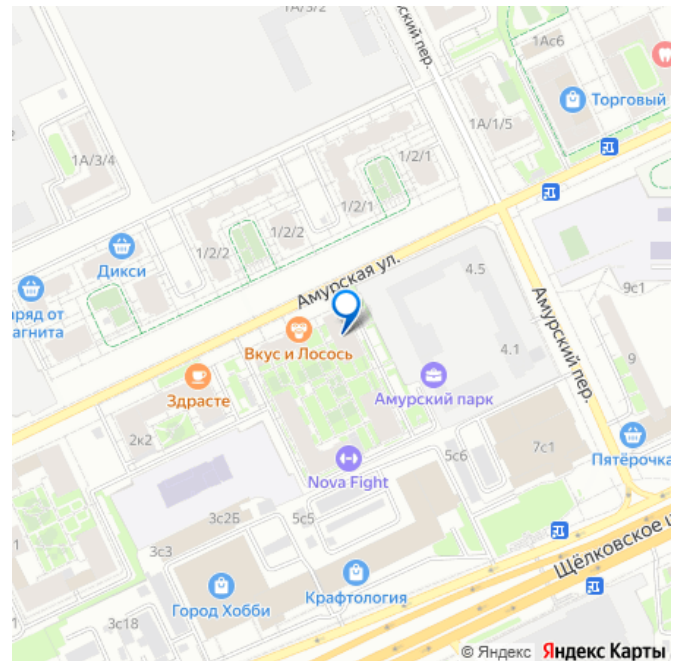 1А/3/2
ский пер.
1Ас6
Торговый
1А/1/5
1А/3/4
1/2/1
1/2/1
1/2/2
1/2/2
Дикси
Амурская ул.
4.5
9с1
аряд от
агнита
Вкус и Лосось
Амурский пер.
4.1
9
Здрасте
Амурский парк
2к2
5с6
7с1
Пятёрочка
Nova Fight
3с2Б
5с5
1
3с3
Щёлковское
Город Хобби
Крафтология
3с18
© Яндекс Яндекс Карты